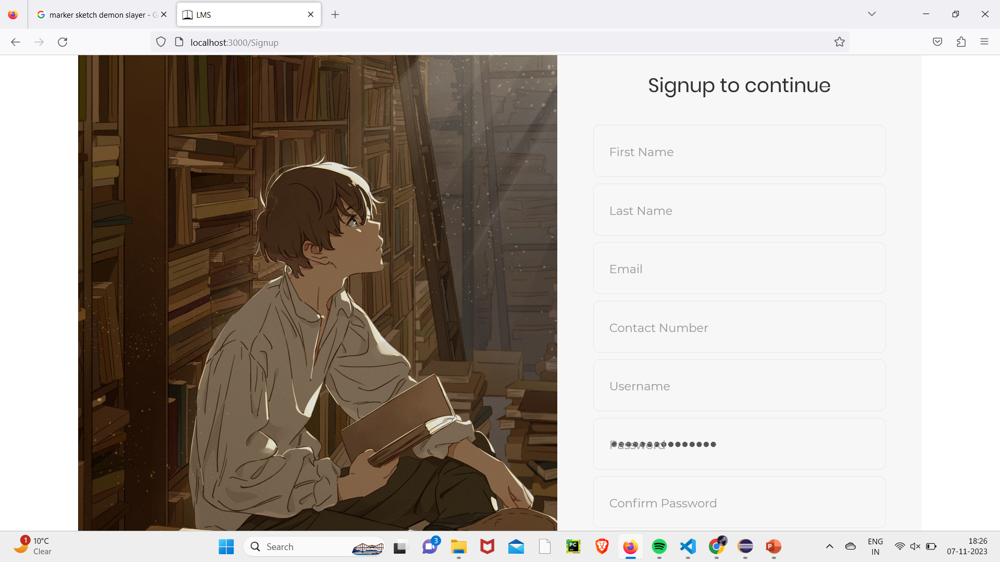 marker sketch demon slayer - G
LMS
localhost:3000/Signup
Signup to continue
First Name
Last Name
Email
Contact Number
Username
Password
Confirm Password
1
10°C
Clear
Search
3
PC
P
ENG
IN
18:26
07-11-2023